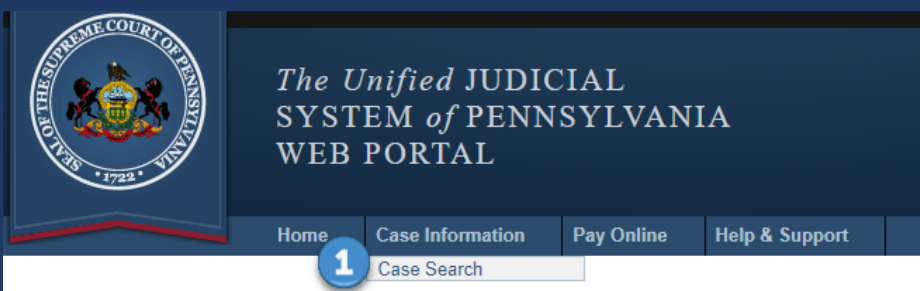 SEAL OF THE SUPREME COURT OF PENNSYLVANIA
• 1722 •
The Unified JUDICIAL
SYSTEM of PENNSYLVANIA
WEB PORTAL
Home Case Information Pay Online Help & Support
1 Case Search